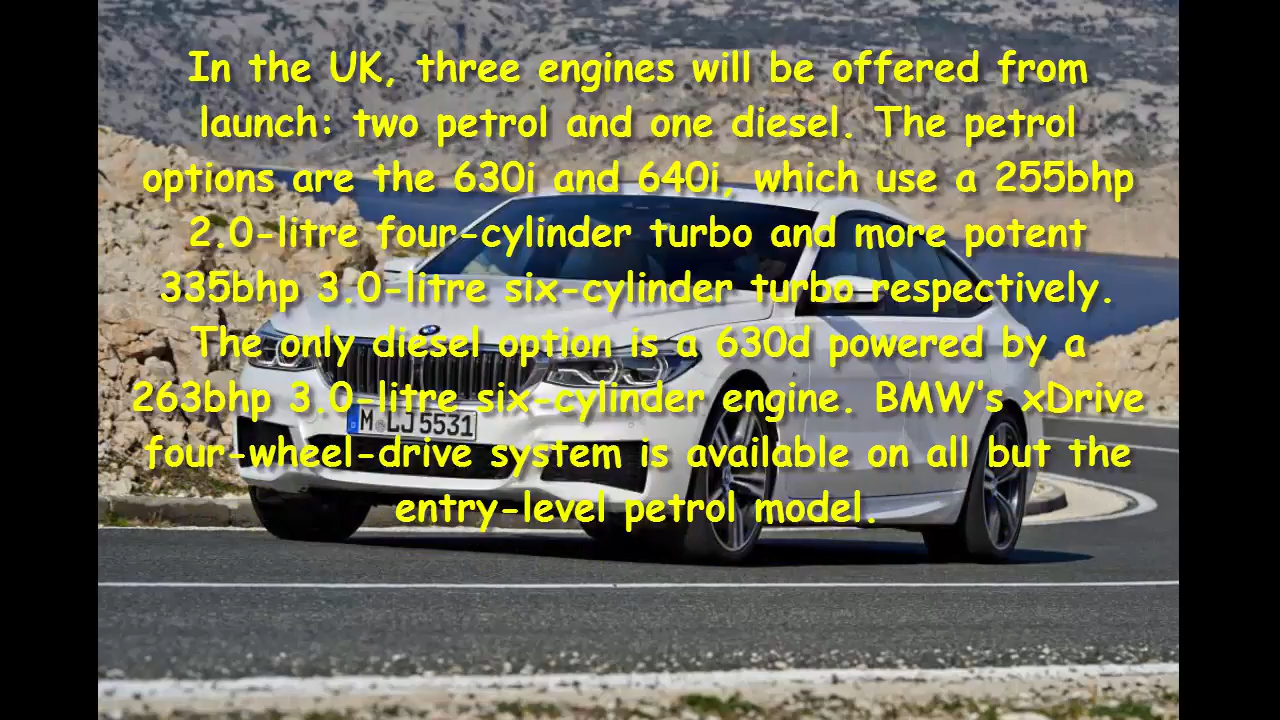 In the UK, three engines will be offered from
launch: two petrol and one diesel. The petrol
options are the 630i and 640i, which use a 255bhp
2.0-litre four-cylinder turbo and more potent
335bhp 3.0-litre six-cylinder turbo respectively.
The only diesel option is a 630d powered by a
263bhp 3.0-litre six-cylinder engine. BMW's xDrive
M LJ 5531
four-wheel-drive system is available on all but the
entry-level petrol model.